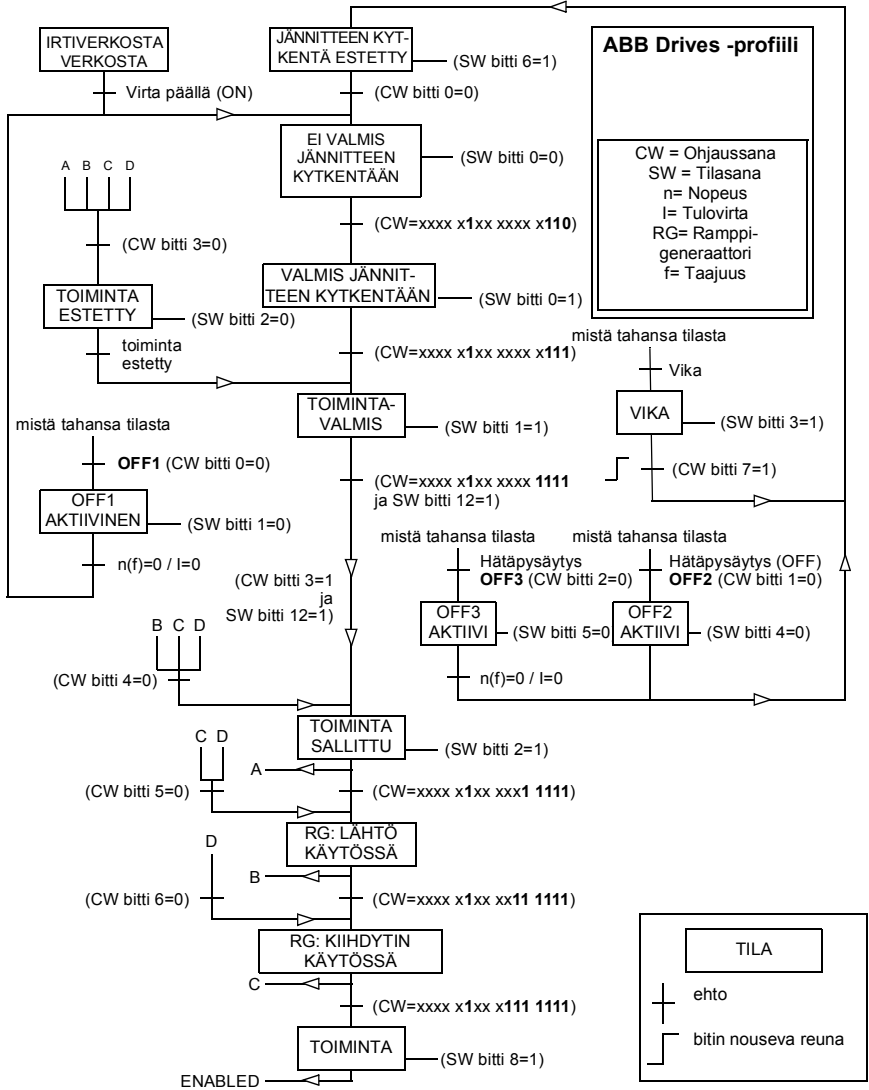 IRTIVERKOSTA
VERKOSTA
Virta päällä (ON)
JÄNNITTEEN KYT-
KENTÄ ESTETTY
(SW bitti 6=1)
(CW bitti 0=0)
EI VALMIS
JÄNNITTEEN
KYTKENTÄÄN
(SW bitti 0=0)
ABB Drives -profiili
CW = Ohjaussana
SW = Tilasana
n= Nopeus
I= Tulovirta
RG= Ramppi-
generaattori
f= Taajuus
A B C D
(CW bitti 3=0)
(CW=xxxx x1xx xxxx x110)
TOIMINTA
ESTETTY
(SW bitti 2=0)
toiminta
estetty
VALMIS JÄNNIT-
TEEN KYTKENTÄÄN
(SW bitti 0=1)
(CW=xxxx x1xx xxxx x111)
TOIMINTA-
VALMIS
(SW bitti 1=1)
mistä tahansa tilasta
Vika
VIKA
(SW bitti 3=1)
(CW bitti 7=1)
mistä tahansa tilasta
OFF1 (CW bitti 0=0)
OFF1
AKTIIVINEN
(SW bitti 1=0)
n(f)=0 / I=0
(CW=xxxx x1xx xxxx 1111
ja SW bitti 12=1)
(CW bitti 3=1
ja
SW bitti 12=1)
mistä tahansa tilasta
Hätäpysäytys
OFF3 (CW bitti 2=0)
OFF3
AKTIIVI
(SW bitti 5=0
n(f)=0 / I=0
mistä tahansa tilasta
Hätäpysäytys (OFF)
OFF2 (CW bitti 1=0)
OFF2
AKTIIVI
(SW bitti 4=0)
B C D
(CW bitti 4=0)
TOIMINTA
SALLITTU
(SW bitti 2=1)
A
C D
(CW bitti 5=0)
(CW=xxxx x1xx xxx1 1111)
RG: LÄHTÖ
KÄYTÖSSÄ
B
D
(CW bitti 6=0)
(CW=xxxx x1xx xx11 1111)
RG: KIIHDYTIN
KÄYTÖSSÄ
C
(CW=xxxx x1xx x111 1111)
TOIMINTA
(SW bitti 8=1)
ENABLED
TILA
ehto
bitin nouseva reuna